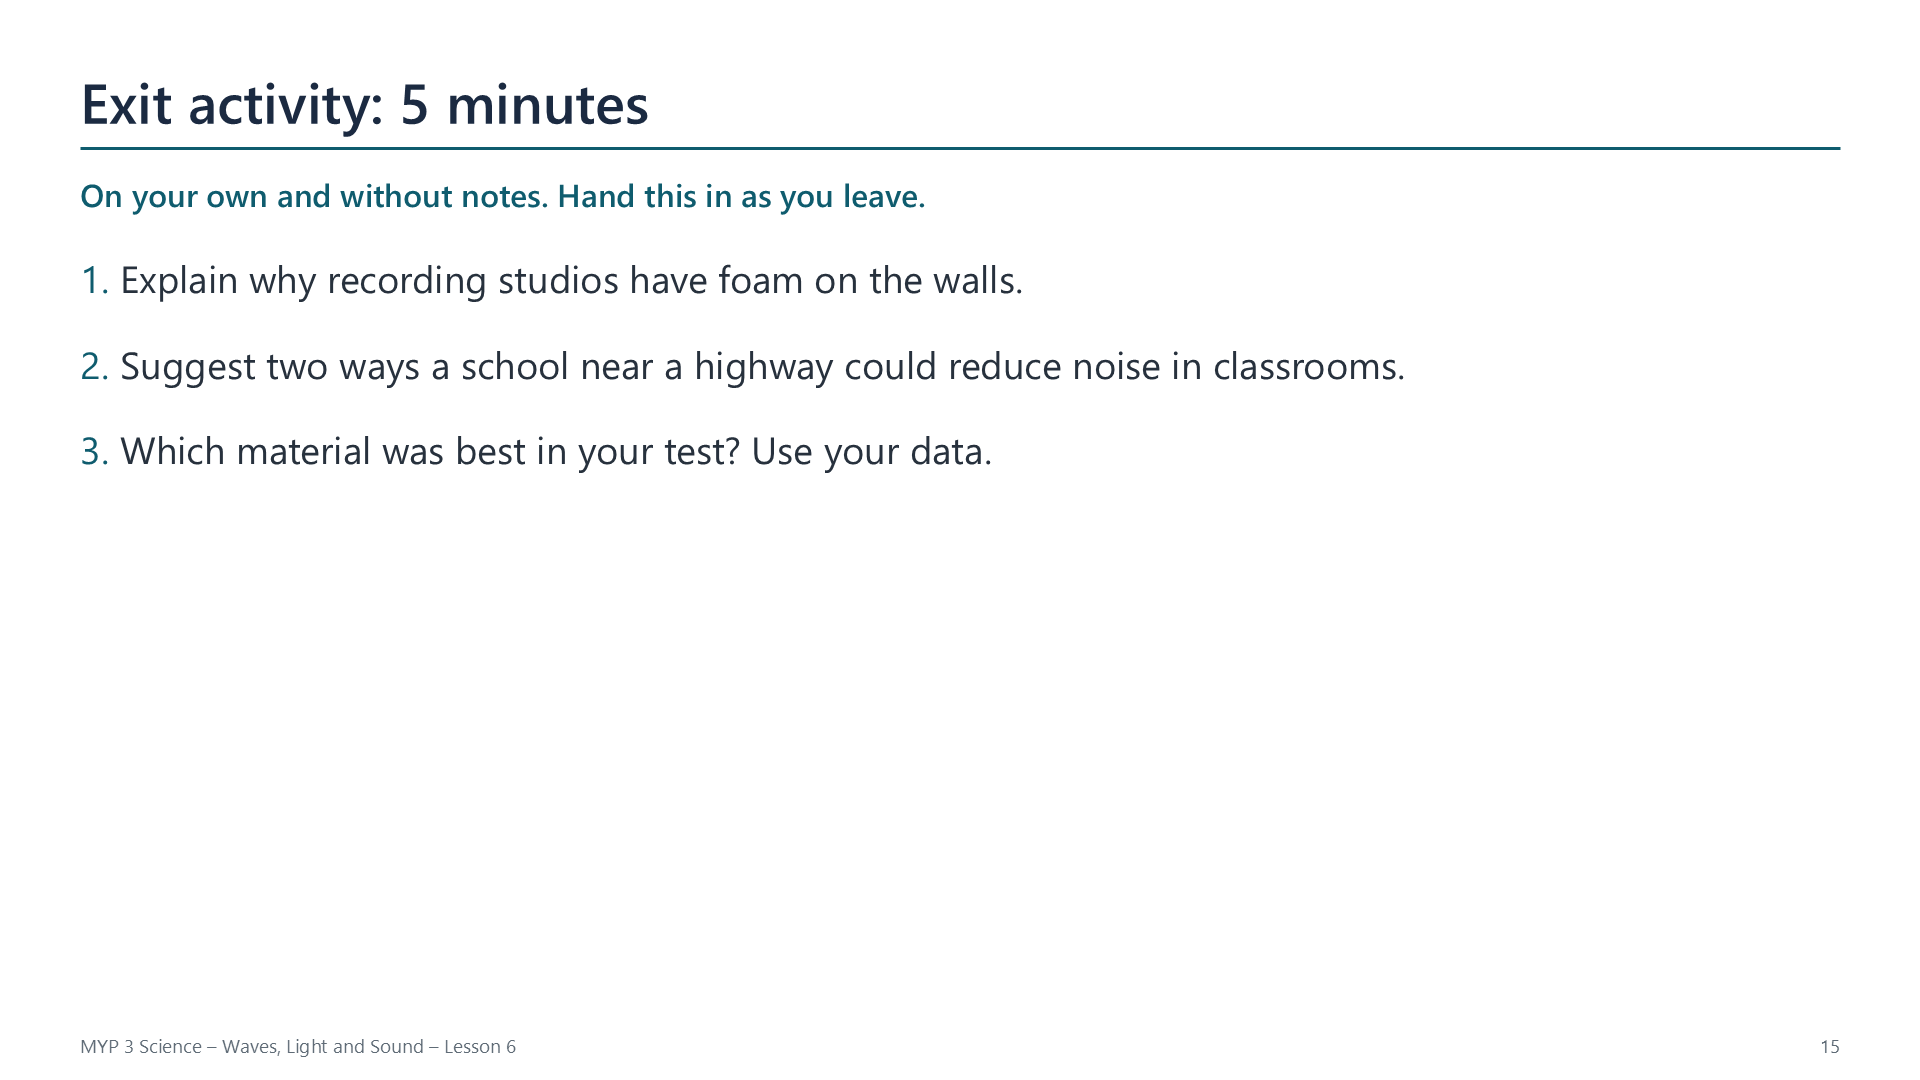 Exit activity: 5 minutes
On your own and without notes. Hand this in as you leave.
1. Explain why recording studios have foam on the walls.
2. Suggest two ways a school near a highway could reduce noise in classrooms.
3. Which material was best in your test? Use your data.
MYP 3 Science – Waves, Light and Sound – Lesson 6
15